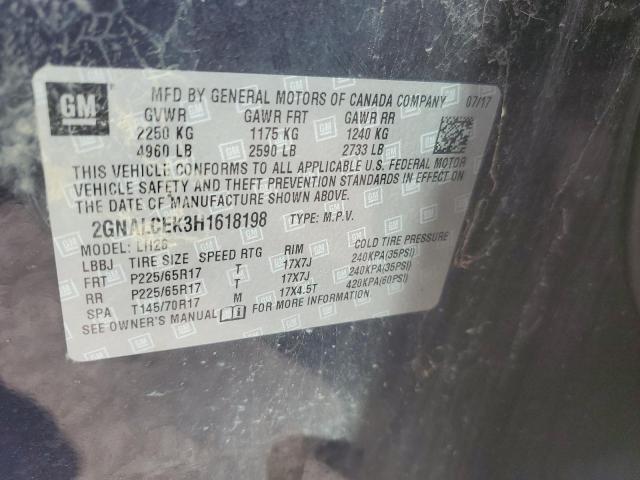 GM
MFD BY GENERAL MOTORS OF CANADA COMPANY 07/17
GVWR GAWR FRT GAWR RR
2250 KG 1175 KG 1240 KG
4960 LB 2590 LB 2733 LB
THIS VEHICLE CONFORMS TO ALL APPLICABLE U.S. FEDERAL MOTOR
VEHICLE SAFETY AND THEFT PREVENTION STANDARDS IN EFFECT ON
THE DATE OF MANUFACTURE SHOWN ABOVE.
2GNALCEK3H1618198 TYPE: M.P.V.
MODEL: LH26
LBBJ TIRE SIZE SPEED RTG RIM COLD TIRE PRESSURE
FRT P225/65R17 T 17X7J 240KPA(35PSI)
RR P225/65R17 T 17X7J 240KPA(35PSI)
SPA T145/70R17 M 17X4.5T 420KPA(60PSI)
SEE OWNER'S MANUAL FOR MORE INFORMATION.